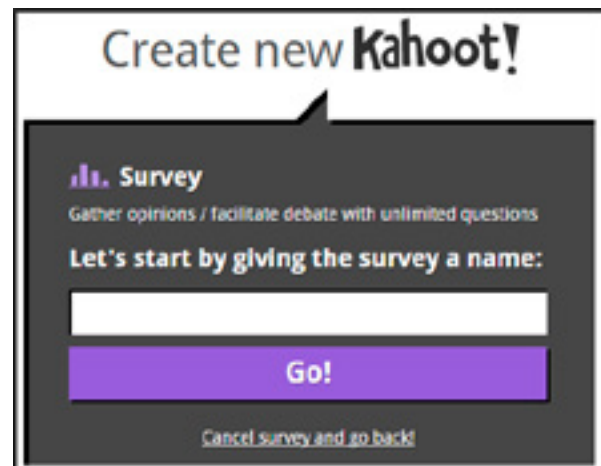 Create new Kahoot!
Survey
Gather opinions / facilitate debate with unlimited questions
Let's start by giving the survey a name:
Go!
Cancel survey and go back!